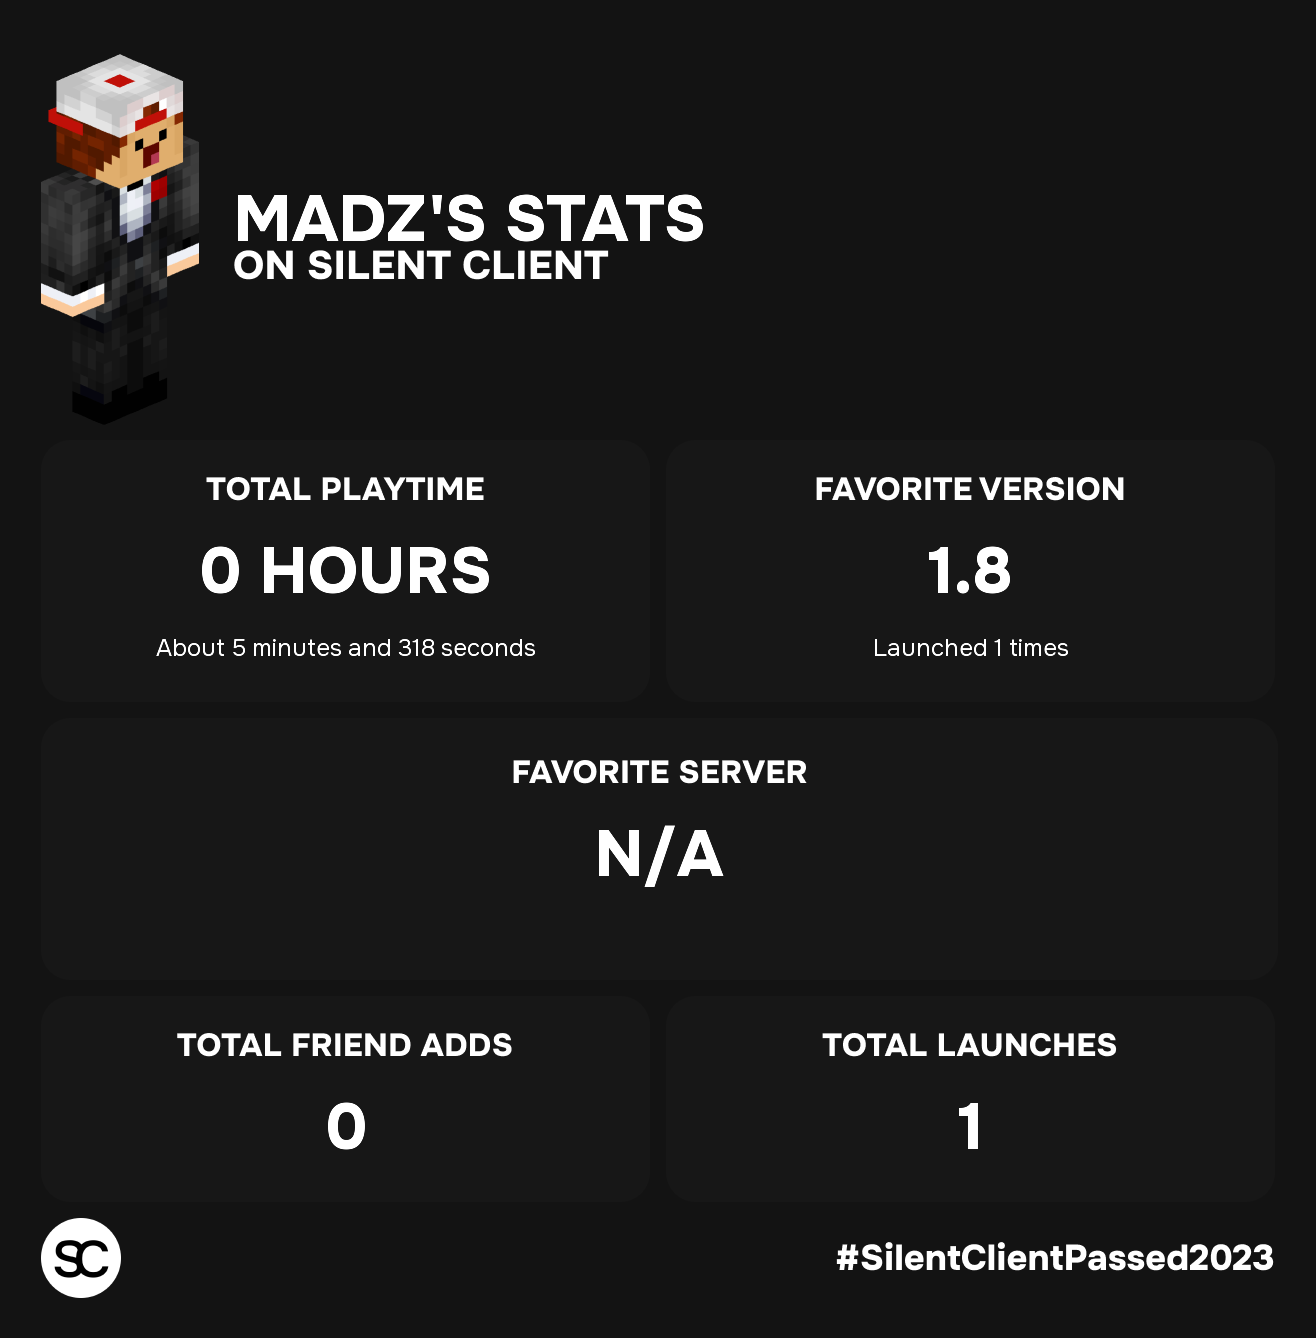 MADZ'S STATS
ON SILENT CLIENT
TOTAL PLAYTIME
0 HOURS
About 5 minutes and 318 seconds
FAVORITE VERSION
1.8
Launched 1 times
FAVORITE SERVER
N/A
TOTAL FRIEND ADDS
0
TOTAL LAUNCHES
1
SC
#SilentClientPassed2023